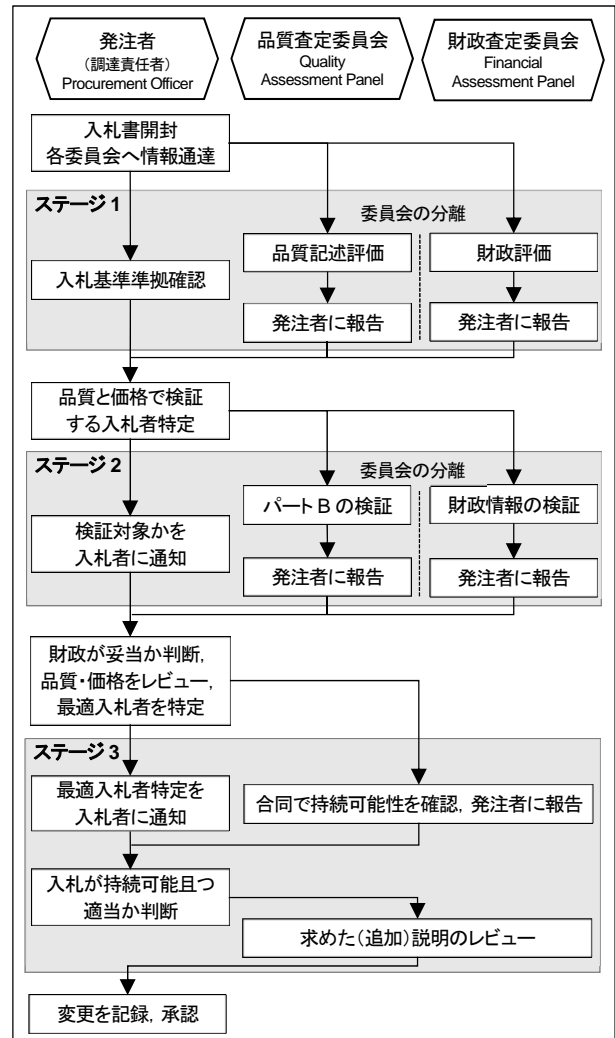 発注者
（調達責任者）
Procurement Officer
品質査定委員会
Quality
Assessment Panel
財政査定委員会
Financial
Assessment Panel
入札書開封
各委員会へ情報通達
ステージ 1
委員会の分離
品質記述評価
財政評価
入札基準準拠確認
発注者に報告
発注者に報告
品質と価格で検証
する入札者特定
ステージ 2
委員会の分離
パート B の検証
財政情報の検証
検証対象かを
入札者に通知
発注者に報告
発注者に報告
財政が妥当か判断,
品質・価格をレビュー,
最適入札者を特定
ステージ 3
最適入札者特定を
入札者に通知
合同で持続可能性を確認, 発注者に報告
入札が持続可能且つ
適当か判断
求めた（追加）説明のレビュー
変更を記録, 承認